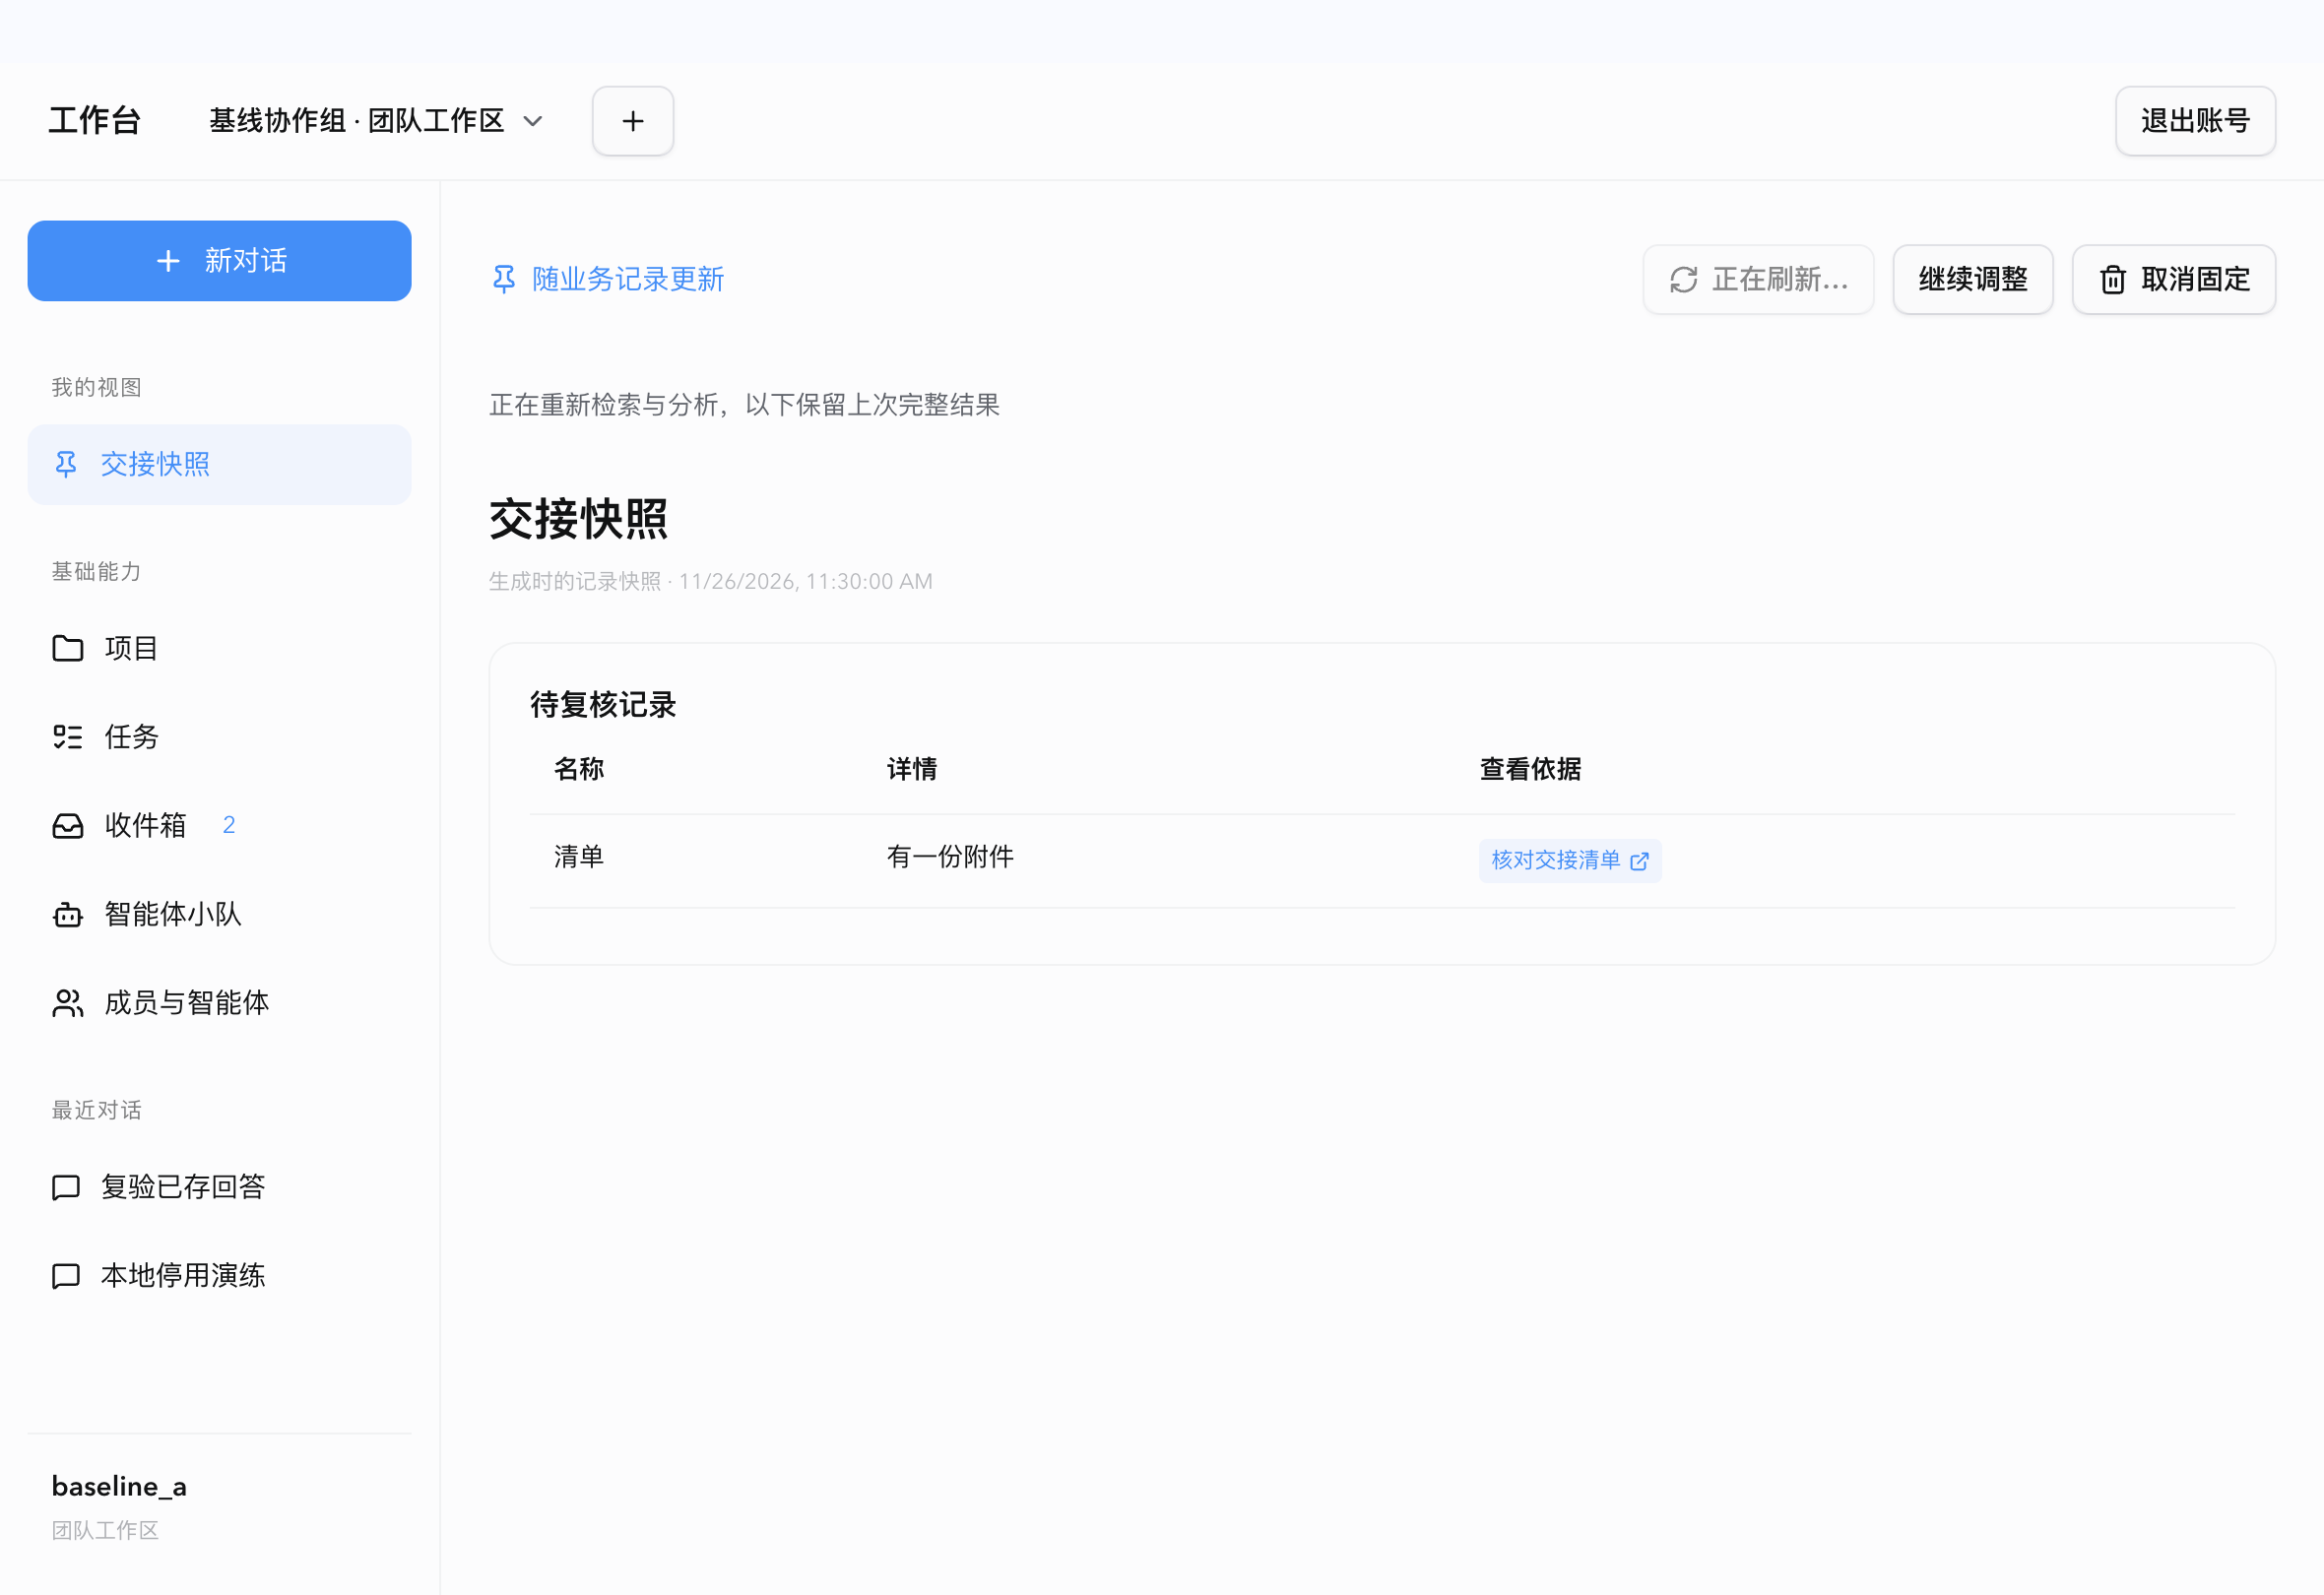 工作台
基线协作组 · 团队工作区
退出账号
新对话
我的视图
交接快照
基础能力
项目
任务
收件箱 2
智能体小队
成员与智能体
最近对话
复验已存回答
本地停用演练
baseline_a
团队工作区
随业务记录更新
正在刷新...
继续调整
取消固定
正在重新检索与分析，以下保留上次完整结果
交接快照
生成时的记录快照 · 11/26/2026, 11:30:00 AM
待复核记录
名称 详情 查看依据
清单 有一份附件 核对交接清单